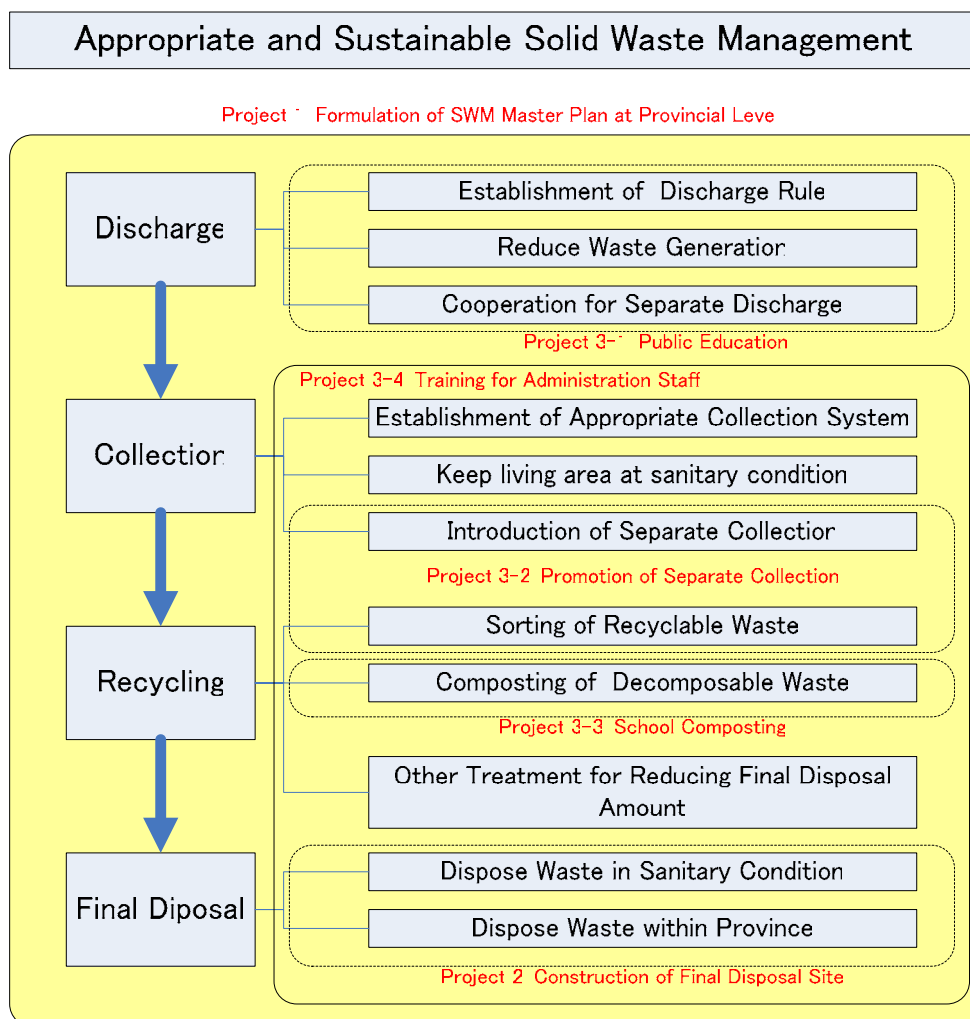 Appropriate and Sustainable Solid Waste Management
Project 1 Formulation of SWM Master Plan at Provincial Leve
Discharge
Establishment of Discharge Rule
Reduce Waste Generation
Cooperation for Separate Discharge
Project 3-1 Public Education
Project 3-4 Training for Administration Staff
Collection
Establishment of Appropriate Collection System
Keep living area at sanitary condition
Introduction of Separate Collection
Project 3-2 Promotion of Separate Collection
Recycling
Sorting of Recyclable Waste
Composting of Decomposable Waste
Project 3-3 School Composting
Other Treatment for Reducing Final Disposal
Amount
Final Diposal
Dispose Waste in Sanitary Condition
Dispose Waste within Province
Project 2 Construction of Final Disposal Site